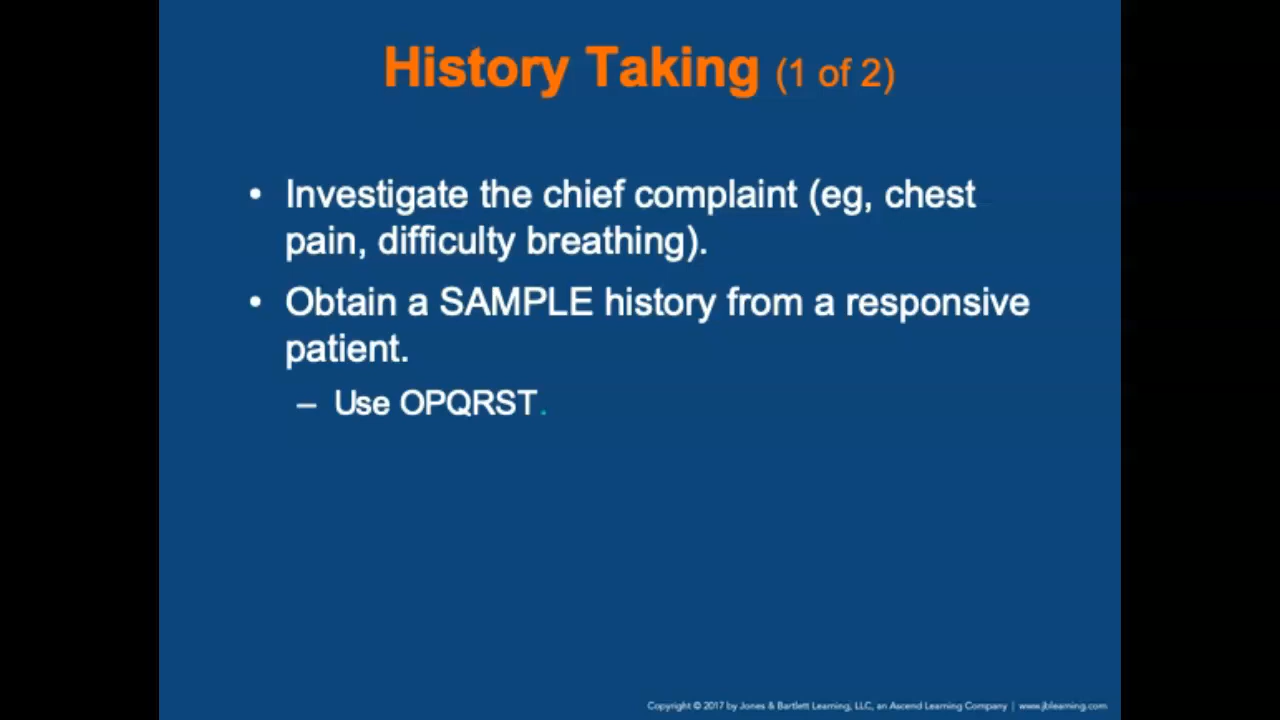 History Taking (1 of 2)
• Investigate the chief complaint (eg, chest
pain, difficulty breathing).
• Obtain a SAMPLE history from a responsive
patient.
– Use OPQRST.
Copyright © 2017 by Jones & Bartlett Learning, LLC, an Ascend Learning Company | www.jblearning.com